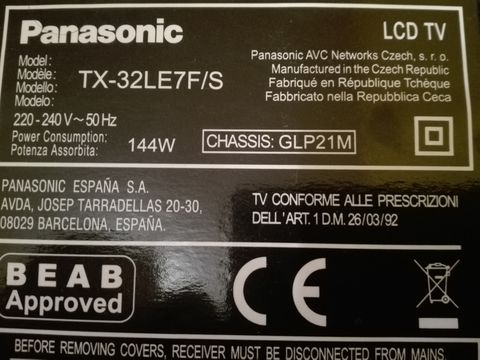 Panasonic
LCD TV
Model:
Modèle:
Modello:
Modelo:
TX-32LE7F/S
Panasonic AVC Networks Czech, s. r. o.
Manufactured in the Czech Republic
Fabriqué en République Tchèque
Fabbricato nella Repubblica Ceca
220 - 240 V ~ 50 Hz
Power Consumption:
Potenza Assorbita:
144W
CHASSIS: GLP21M
PANASONIC ESPAÑA S.A.
AVDA, JOSEP TARRADELLAS 20-30,
08029 BARCELONA, ESPAÑA.
TV CONFORME ALLE PRESCRIZIONI
DELL'ART. 1 D.M. 26/03/92
BEAB
Approved
CE
BEFORE REMOVING COVERS, RECEIVER MUST BE DISCONNECTED FROM MAINS